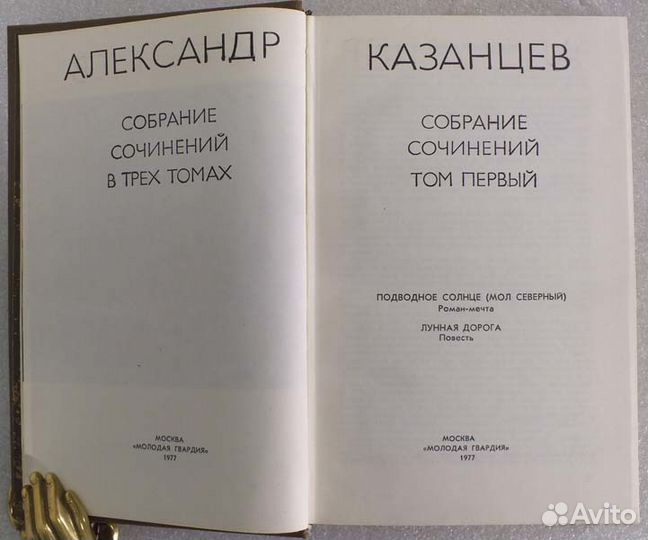 АЛЕКСАНДР
СОБРАНИЕ
СОЧИНЕНИЙ
В ТРЕХ ТОМАХ
МОСКВА
«МОЛОДАЯ ГВАРДИЯ»
1977
КАЗАНЦЕВ
СОБРАНИЕ
СОЧИНЕНИЙ
ТОМ ПЕРВЫЙ
ПОДВОДНОЕ СОЛНЦЕ (МОЛ СЕВЕРНЫЙ)
Роман-мечта
ЛУННАЯ ДОРОГА
Повесть
МОСКВА
«МОЛОДАЯ ГВАРДИЯ»
1977
Avito